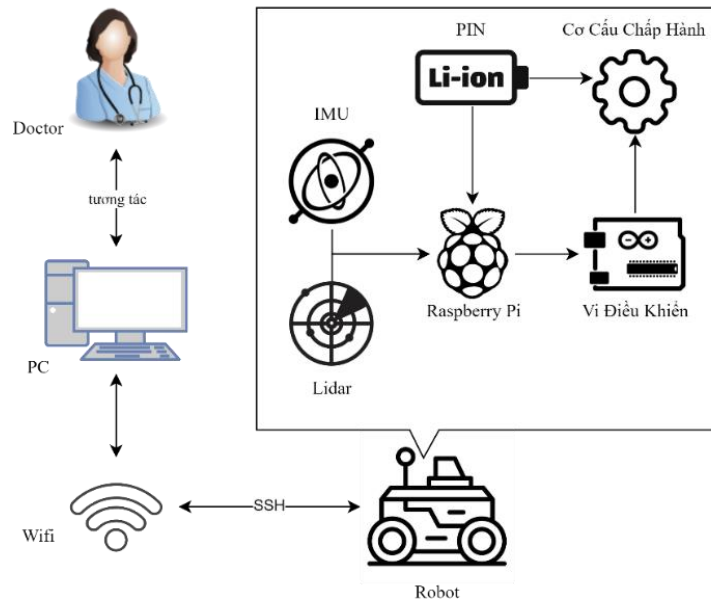 Doctor
tương tác
PC
Wifi
SSH
Robot
PIN
Li-ion
Cơ Cấu Chấp Hành
IMU
Lidar
Raspberry Pi
Vi Điều Khiển